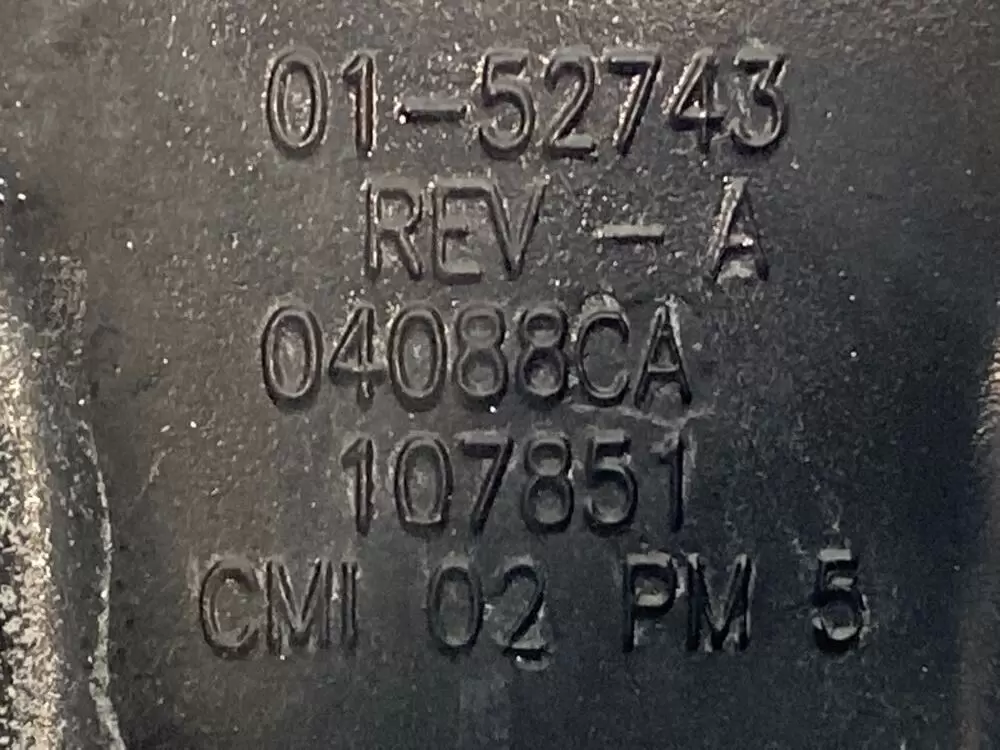 01-52743
REV - A
04088CA
107851
CMI 02 PM 5